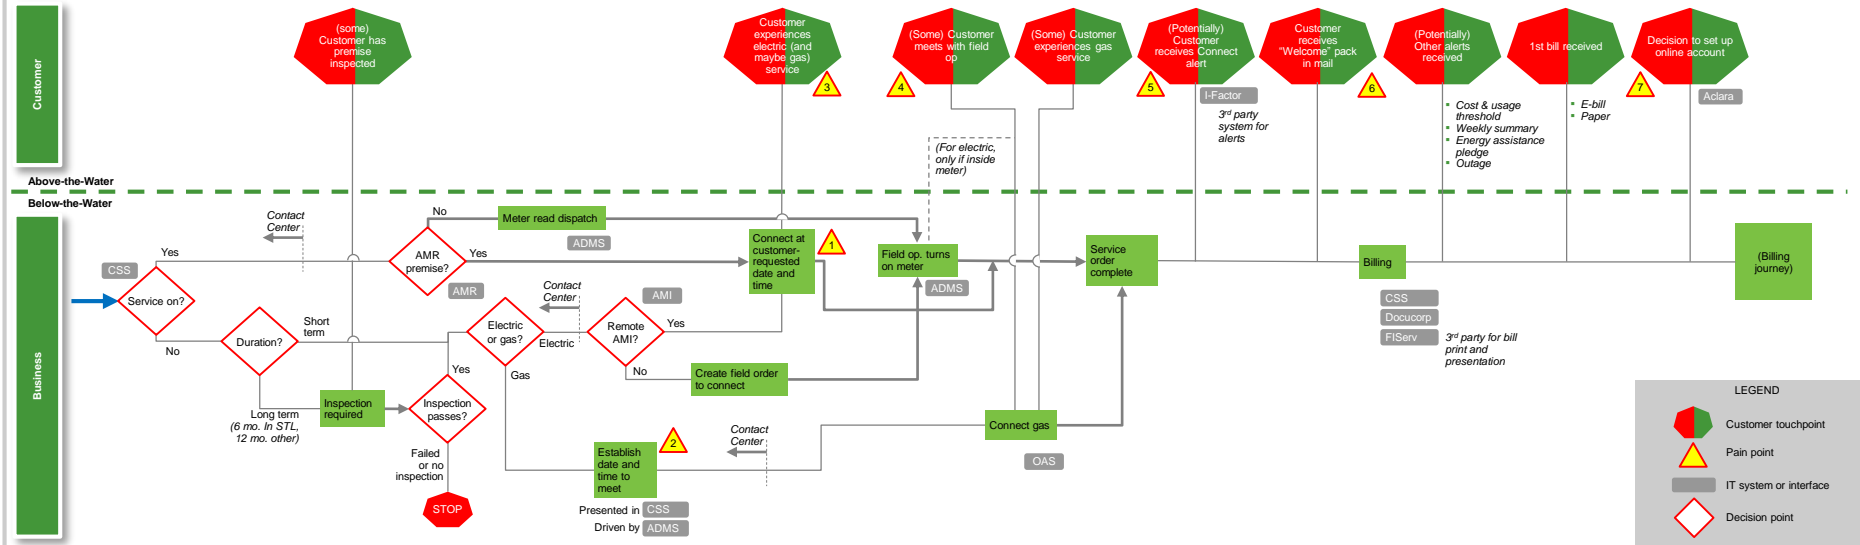 Customer
(some)
Customer has
premise
inspected
Customer
experiences
electric (and
maybe gas)
service
3
(Some) Customer
meets with field
op
4
(Some) Customer
experiences gas
service
(Potentially)
Customer
receives Connect
alert
5
I-Factor
3rd party
system for
alerts
Customer
receives
“Welcome” pack
in mail
6
(Potentially)
Other alerts
received
Cost & usage
threshold
Weekly summary
Energy assistance
pledge
Outage
1st bill received
E-bill
Paper
Decision to set up
online account
7
Aclara
(For electric,
only if inside
meter)
Above-the-Water
Below-the-Water
Business
CSS
Service on?
Yes
No
Contact
Center
Duration?
Short
term
Long term
(6 mo. In STL,
12 mo. other)
Inspection
required
Inspection
passes?
Yes
Failed
or no
inspection
STOP
AMR
premise?
No
Yes
AMR
Meter read dispatch
ADMS
Electric
or gas?
Electric
Gas
Contact
Center
Remote
AMI?
AMI
Yes
No
Create field order
to connect
Connect at
customer-
requested
date and
time
1
Establish
date and
time to
meet
2
Presented in
CSS
Driven by
ADMS
Contact
Center
Field op. turns
on meter
ADMS
Connect gas
OAS
Service
order
complete
Billing
CSS
Docucorp
FIServ
3rd party for bill
print and
presentation
(Billing
journey)
LEGEND
Customer touchpoint
Pain point
IT system or interface
Decision point